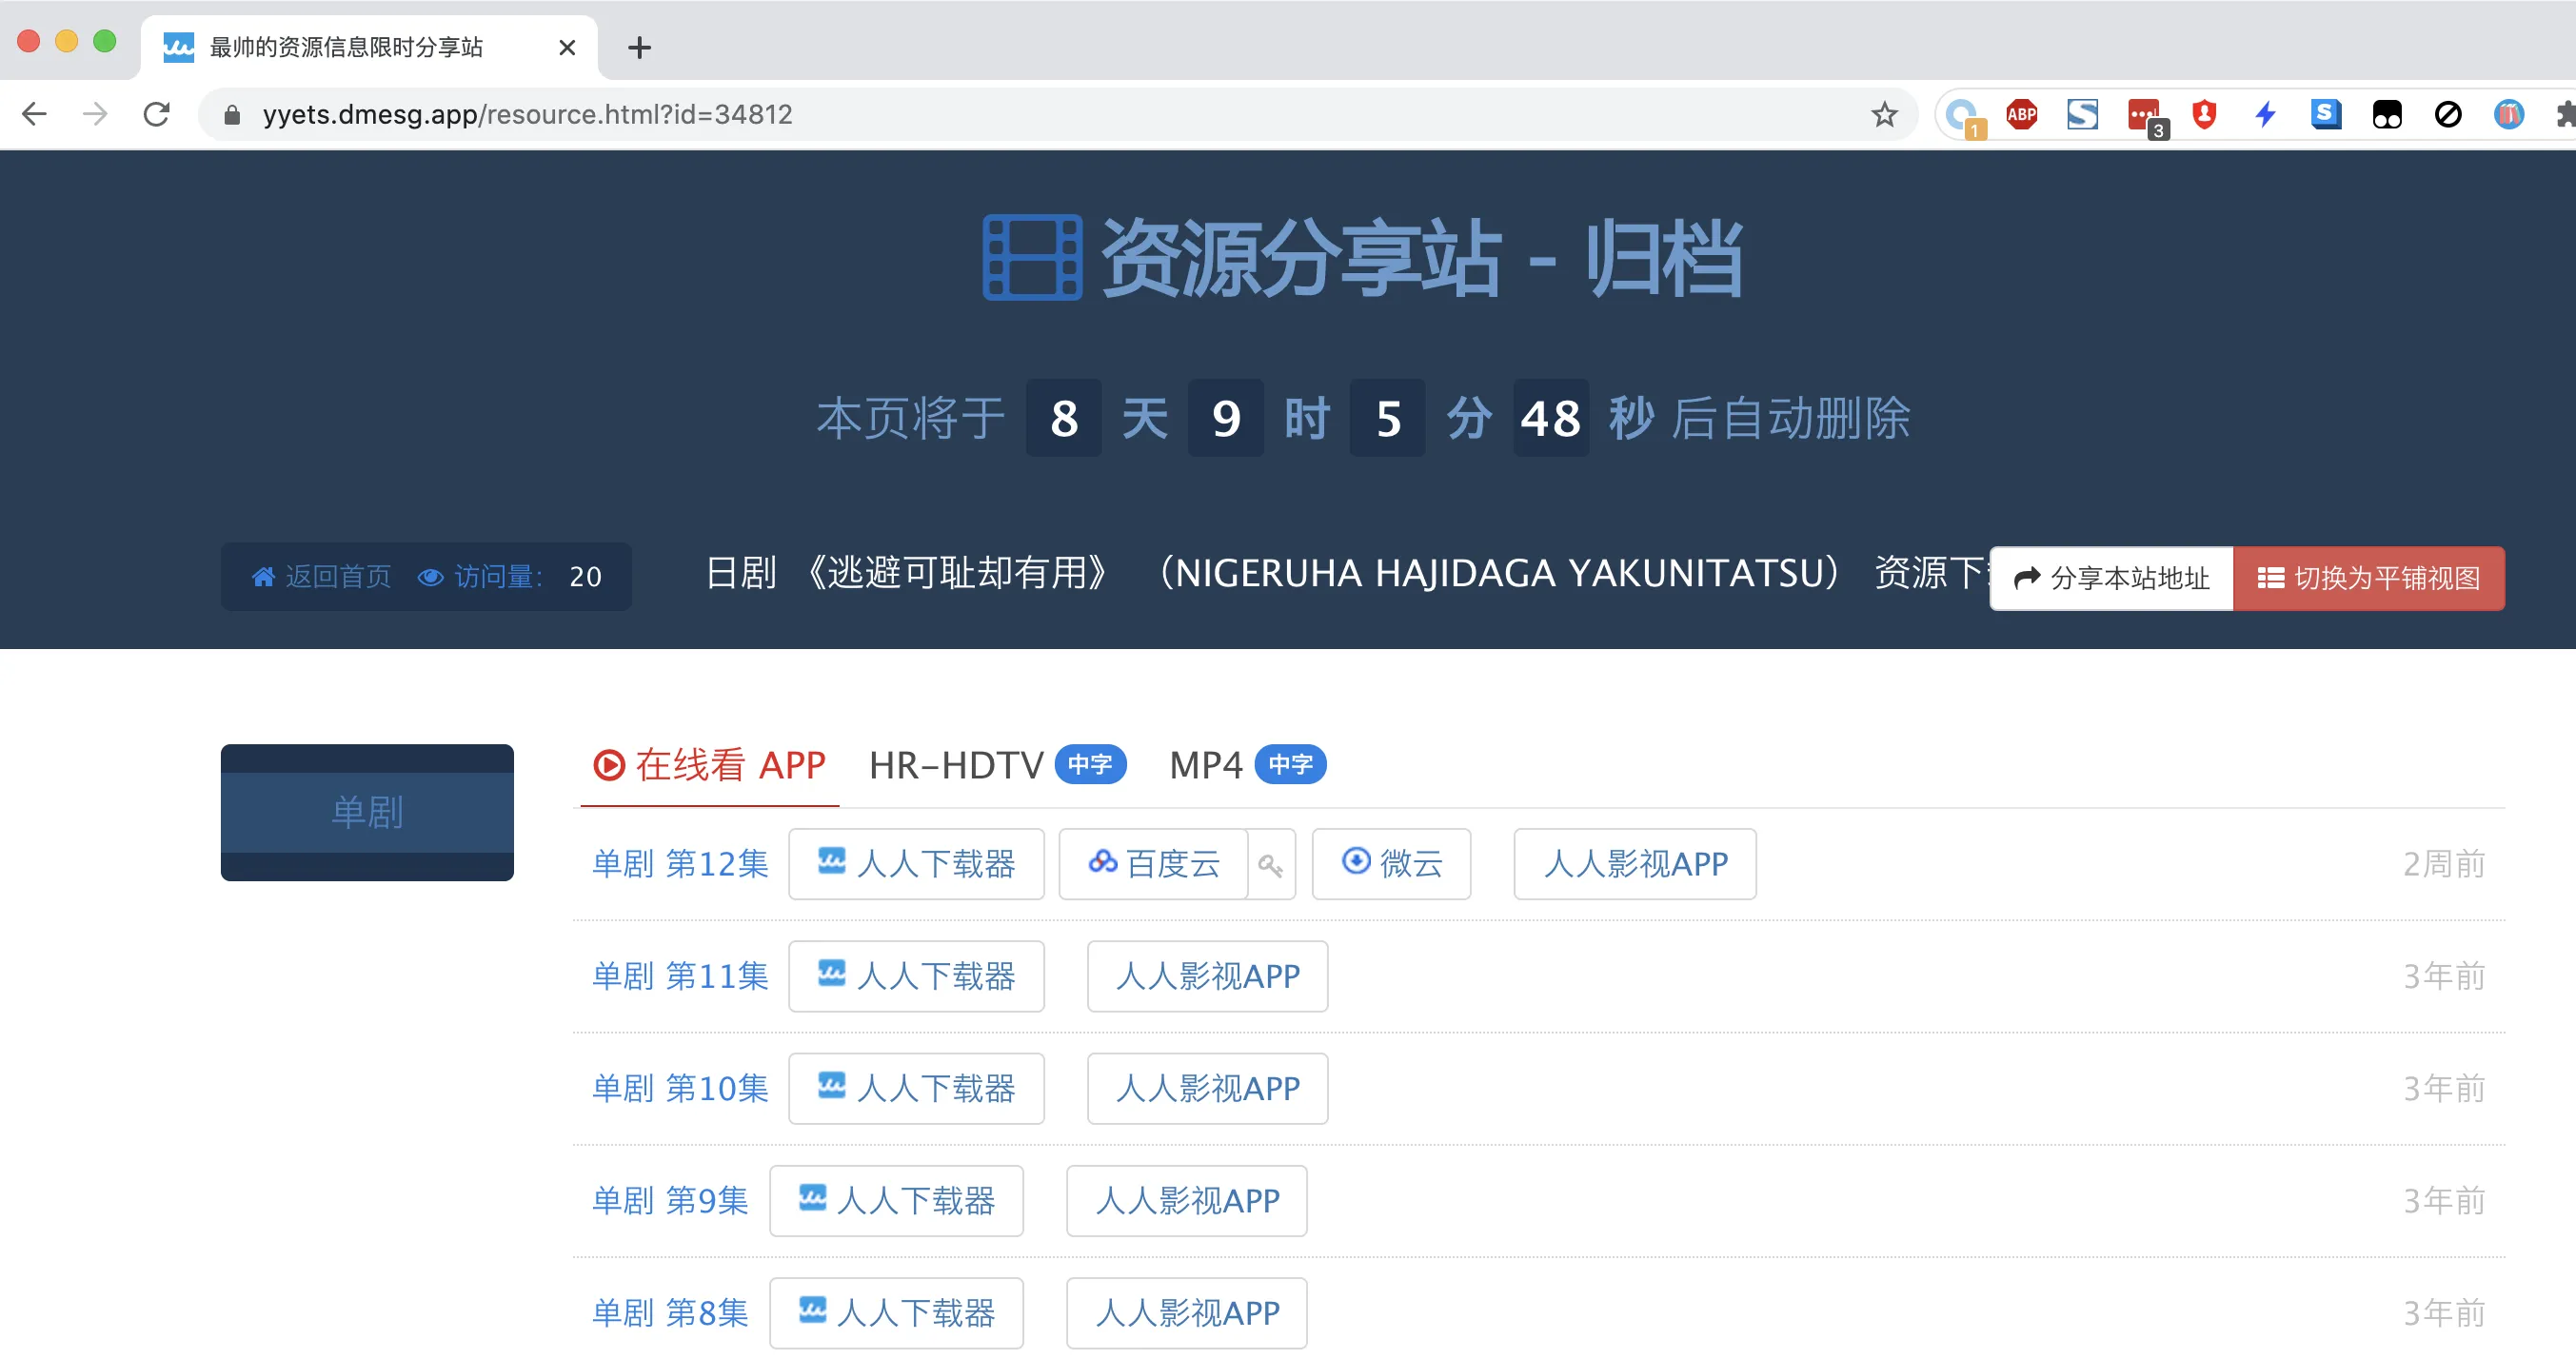 最帅的资源信息限时分享站
yyets.dmesg.app/resource.html?id=34812
1
ABP
S
3
S
资源分享站 - 归档
本页将于 8 天 9 时 5 分 48 秒 后自动删除
返回首页 访问量： 20
日剧 《逃避可耻却有用》 （NIGERUHA HAJIDAGA YAKUNITATSU） 资源下
分享本站地址 切换为平铺视图
单剧
在线看 APP HR-HDTV 中字 MP4 中字
单剧 第12集 人人下载器 百度云 微云 人人影视APP 2周前
单剧 第11集 人人下载器 人人影视APP 3年前
单剧 第10集 人人下载器 人人影视APP 3年前
单剧 第9集 人人下载器 人人影视APP 3年前
单剧 第8集 人人下载器 人人影视APP 3年前